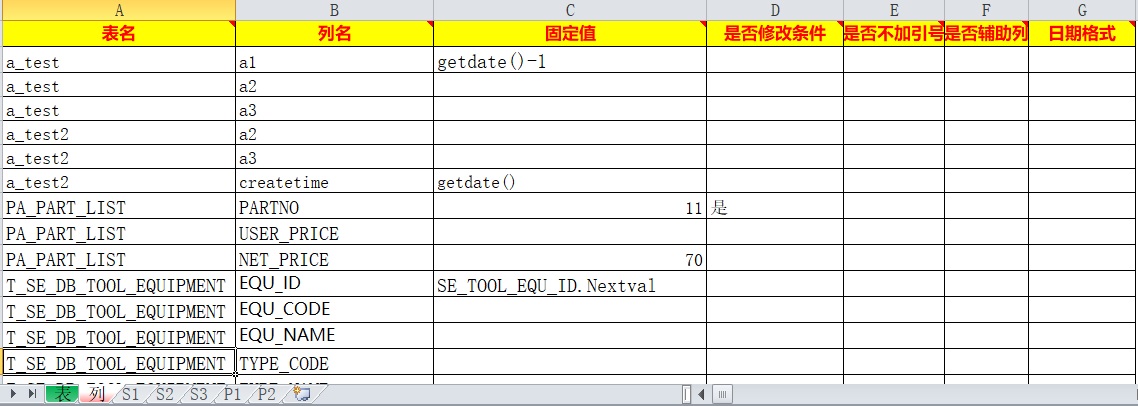 A B C D E F G
表名 列名 固定值 是否修改条件 是否不加引号 是否辅助列 日期格式
a_test a1 getdate()-1
a_test a2
a_test a3
a_test2 a2
a_test2 a3
a_test2 createtime getdate()
PA_PART_LIST PARTNO 11 是
PA_PART_LIST USER_PRICE
PA_PART_LIST NET_PRICE 70
T_SE_DB_TOOL_EQUIPMENT EQU_ID SE_TOOL_EQU_ID.Nextval
T_SE_DB_TOOL_EQUIPMENT EQU_CODE
T_SE_DB_TOOL_EQUIPMENT EQU_NAME
T_SE_DB_TOOL_EQUIPMENT TYPE_CODE
表 列 S1 S2 S3 P1 P2